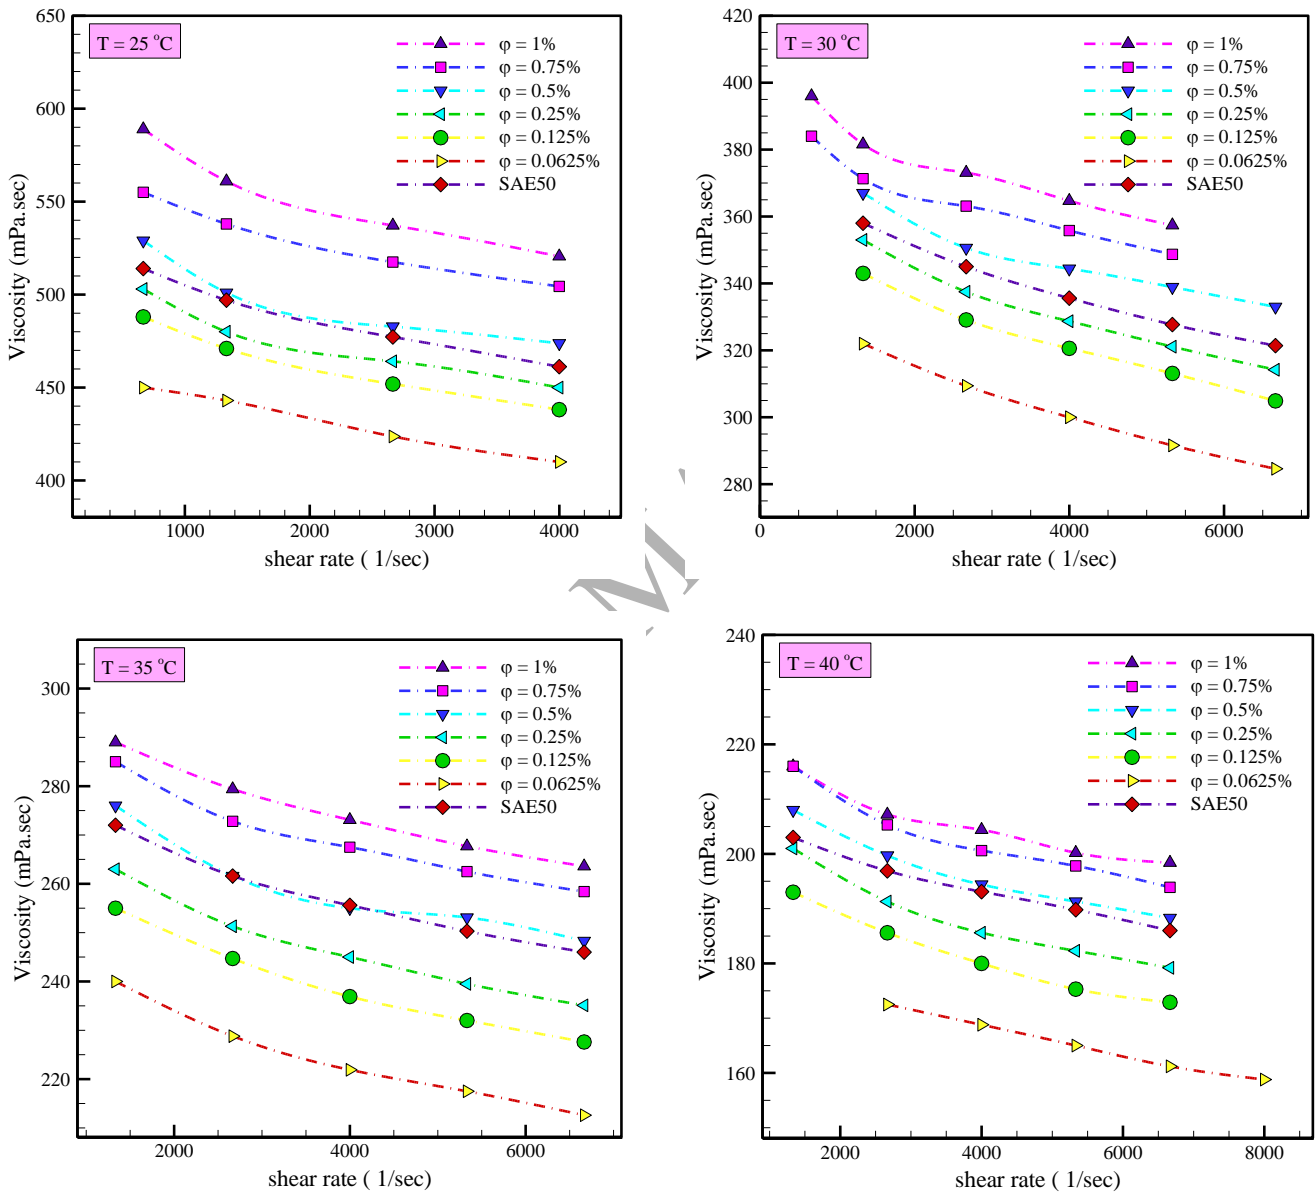 T = 25 °C
φ = 1%
φ = 0.75%
φ = 0.5%
φ = 0.25%
φ = 0.125%
φ = 0.0625%
SAE50
650
600
550
500
450
400
Viscosity (mPa.sec)
1000 2000 3000 4000
shear rate ( 1/sec)
T = 30 °C
φ = 1%
φ = 0.75%
φ = 0.5%
φ = 0.25%
φ = 0.125%
φ = 0.0625%
SAE50
420
400
380
360
340
320
300
280
Viscosity (mPa.sec)
0 2000 4000 6000
shear rate ( 1/sec)
M
T = 35 °C
φ = 1%
φ = 0.75%
φ = 0.5%
φ = 0.25%
φ = 0.125%
φ = 0.0625%
SAE50
300
280
260
240
220
Viscosity (mPa.sec)
2000 4000 6000
shear rate ( 1/sec)
T = 40 °C
φ = 1%
φ = 0.75%
φ = 0.5%
φ = 0.25%
φ = 0.125%
φ = 0.0625%
SAE50
240
220
200
180
160
Viscosity (mPa.sec)
2000 4000 6000 8000
shear rate ( 1/sec)